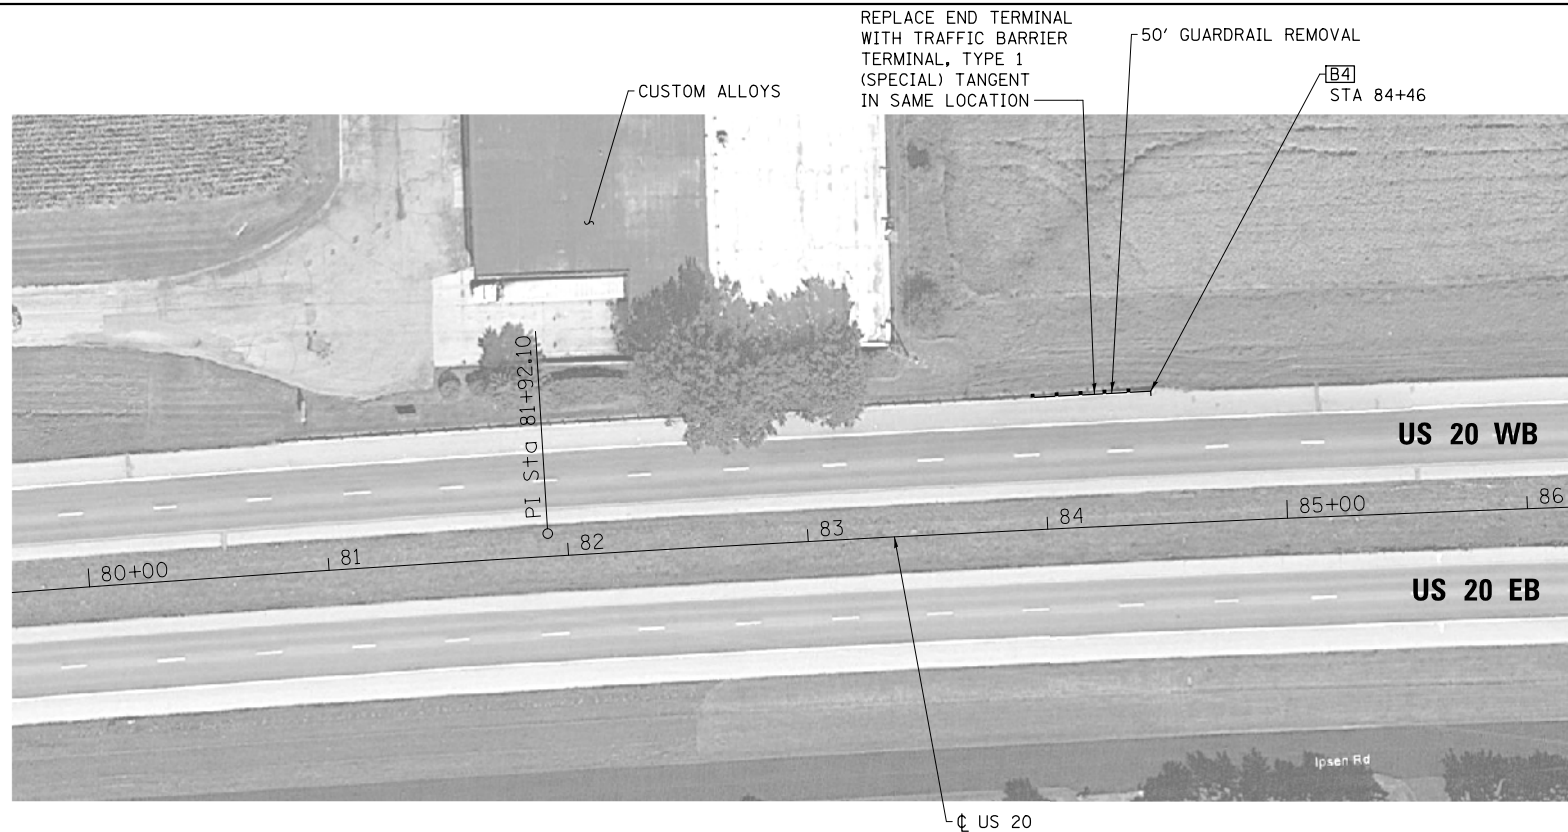 REPLACE END TERMINAL
WITH TRAFFIC BARRIER
TERMINAL, TYPE 1
(SPECIAL) TANGENT
IN SAME LOCATION
50' GUARDRAIL REMOVAL
B4
STA 84+46
CUSTOM ALLOYS
PI Sta 81+92.10
US 20 WB
80+00
81
82
83
84
85+00
86
US 20 EB
Ipsen Rd
℄ US 20